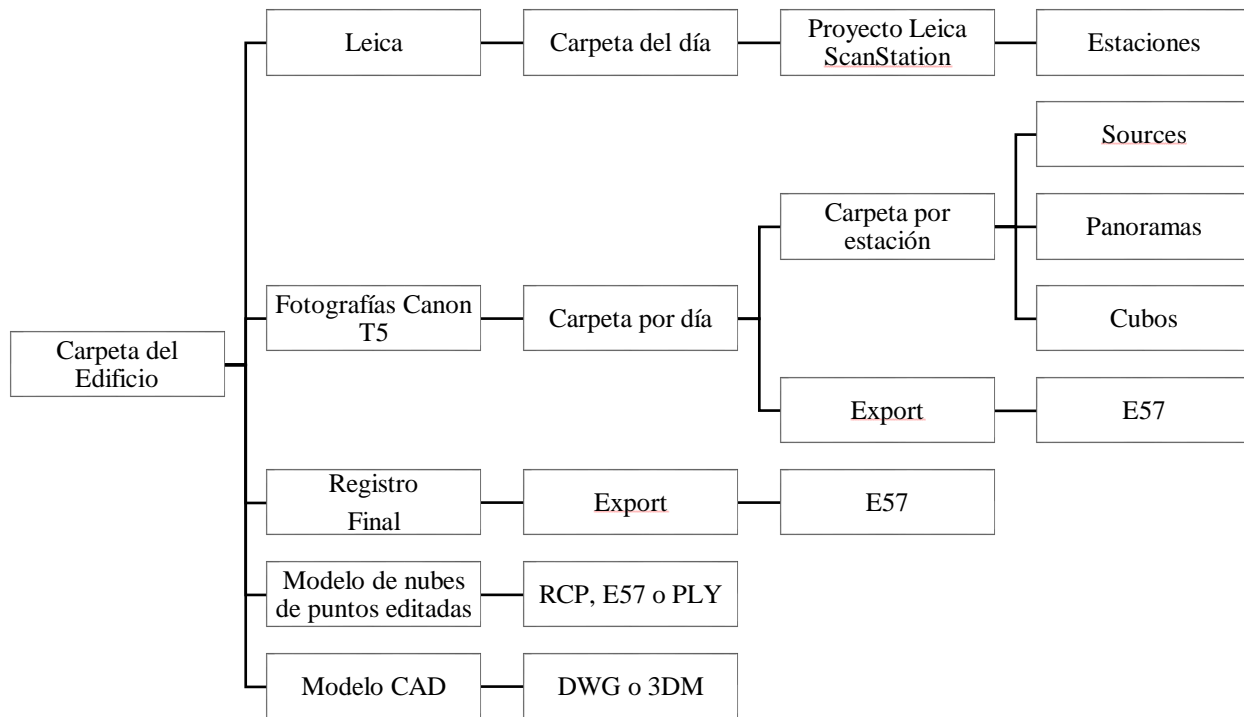 Leica
Carpeta del día
Proyecto Leica
ScanStation
Estaciones
Sources
Carpeta por
estación
Panoramas
Fotografías Canon
T5
Carpeta por día
Cubos
Carpeta del
Edificio
Export
E57
Registro
Final
Export
E57
Modelo de nubes
de puntos editadas
RCP, E57 o PLY
Modelo CAD
DWG o 3DM